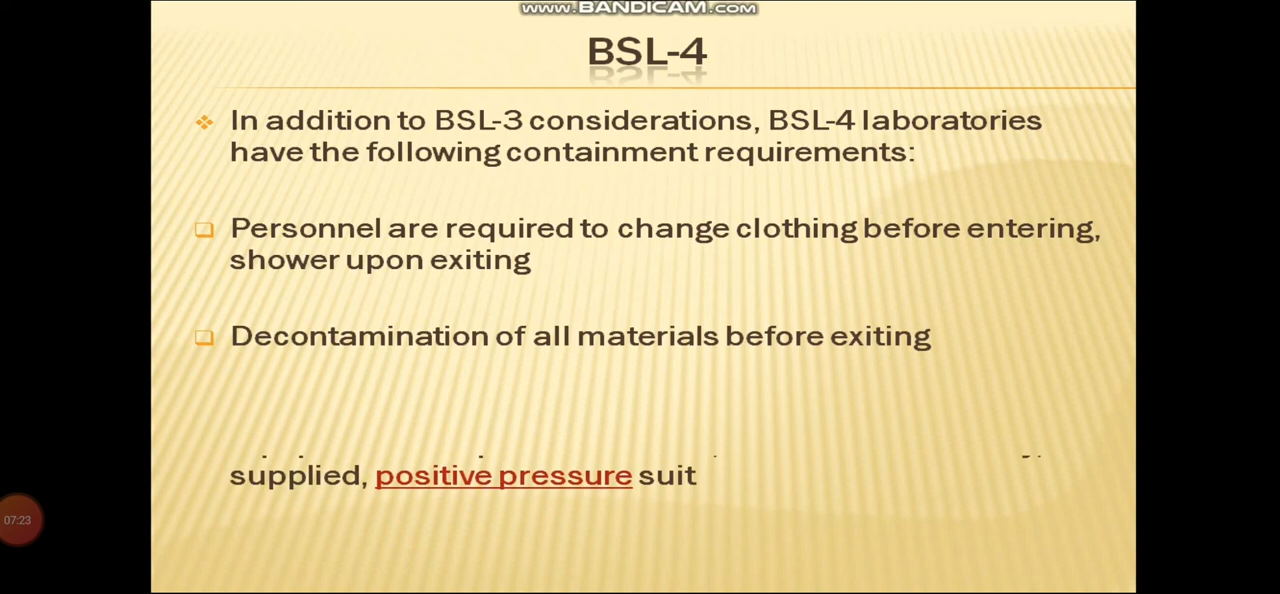 www.BANDICAM.com
BSL-4
In addition to BSL-3 considerations, BSL-4 laboratories
have the following containment requirements:
Personnel are required to change clothing before entering,
shower upon exiting
Decontamination of all materials before exiting
supplied, positive pressure suit
07:23